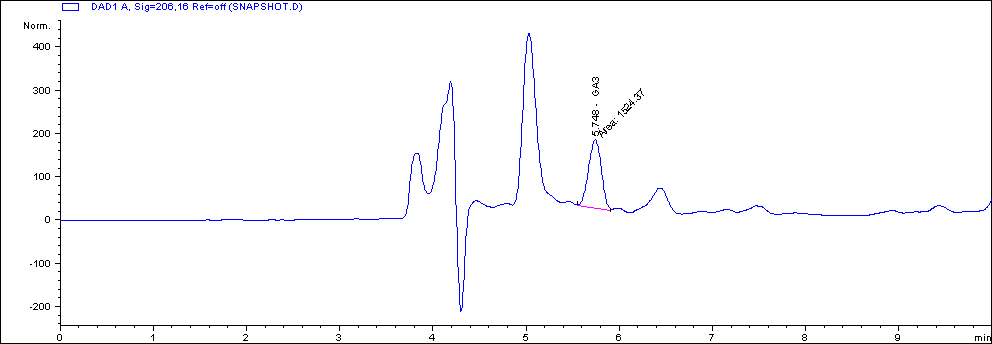 DAD1 A, Sig=206,16 Ref=off (SNAPSHOT.D)
Norm.
400
300
200
100
0
-100
-200
5.748 - GA3
Area: 1524.37
0 1 2 3 4 5 6 7 8 9 min